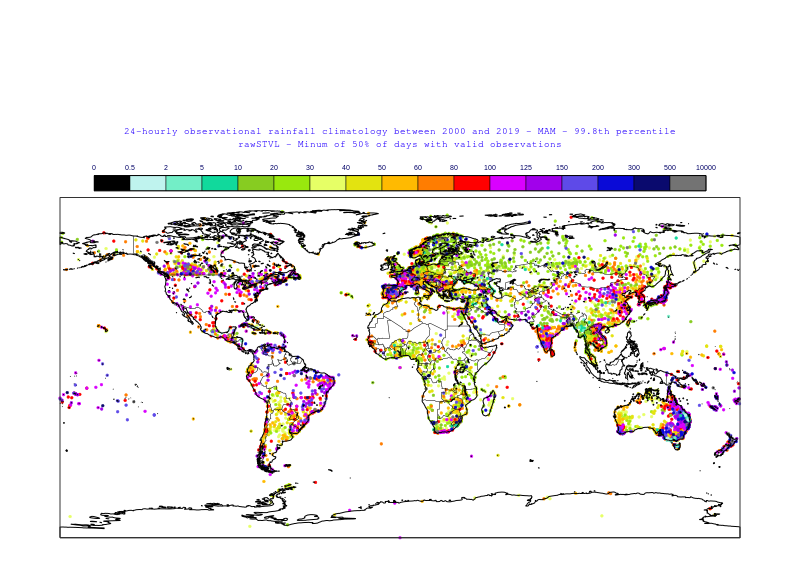 24-hourly observational rainfall climatology between 2000 and 2019 - MAM - 99.8th percentile
rawSTVL - Minum of 50% of days with valid observations
0 0.5 2 5 10 20 30 40 50 60 80 100 125 150 200 300 500 10000